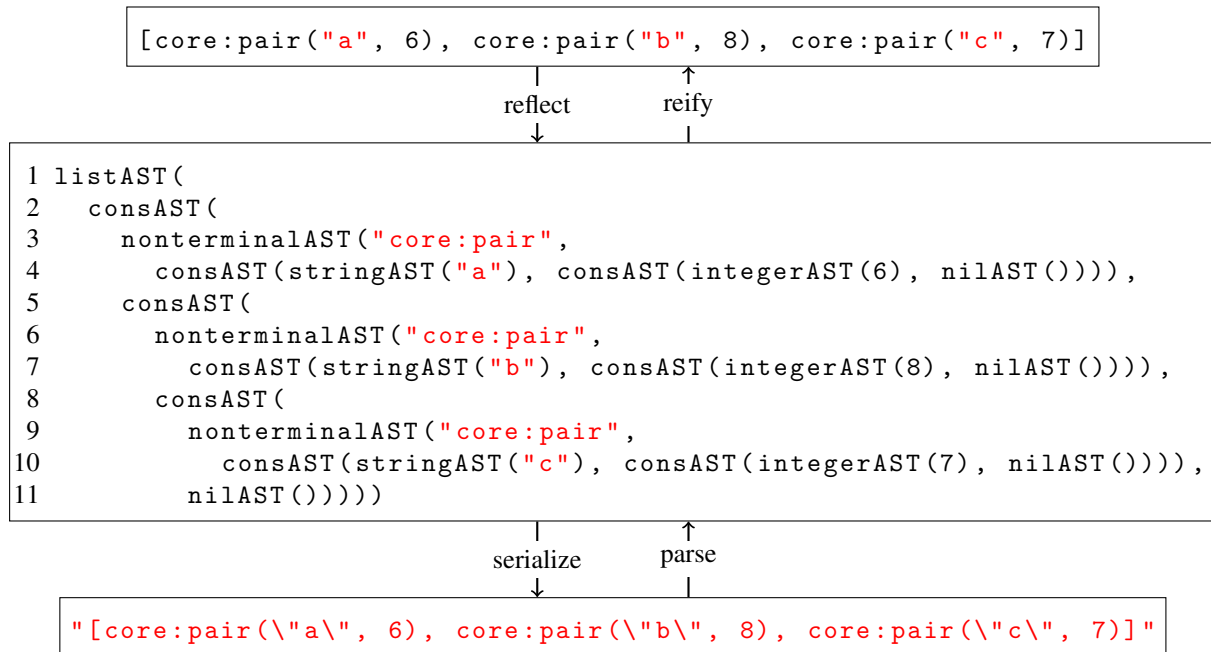 [core:pair("a", 6), core:pair("b", 8), core:pair("c", 7)]
reflect reify
1 listAST(
2   consAST(
3     nonterminalAST("core:pair",
4       consAST(stringAST("a"), consAST(integerAST(6), nilAST()))),
5     consAST(
6       nonterminalAST("core:pair",
7         consAST(stringAST("b"), consAST(integerAST(8), nilAST()))),
8       consAST(
9         nonterminalAST("core:pair",
10           consAST(stringAST("c"), consAST(integerAST(7), nilAST()))),
11         nilAST()))))
serialize parse
"[core:pair(\"a\", 6), core:pair(\"b\", 8), core:pair(\"c\", 7)]"